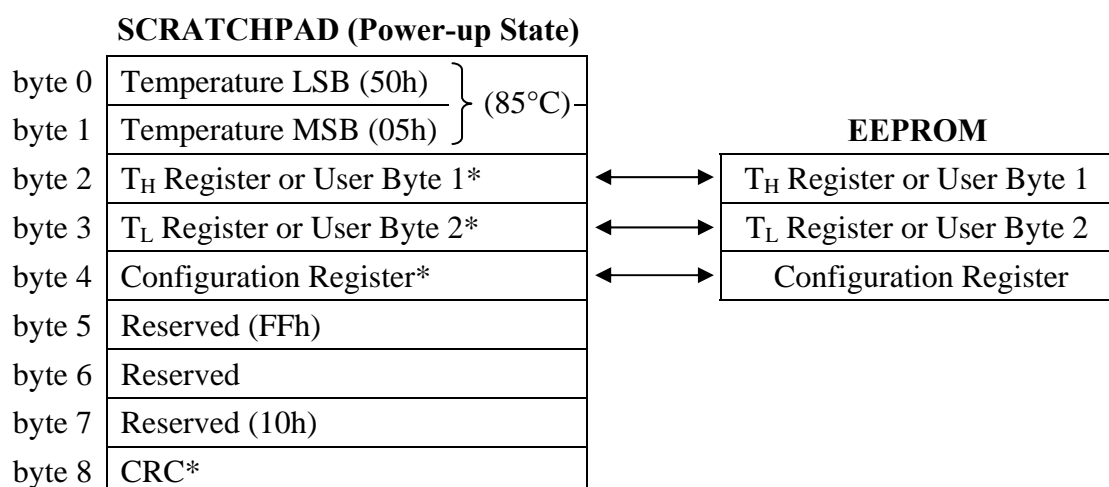 SCRATCHPAD (Power-up State)
byte 0 Temperature LSB (50h)
(85°C)
byte 1 Temperature MSB (05h)
EEPROM
byte 2 TH Register or User Byte 1* TH Register or User Byte 1
byte 3 TL Register or User Byte 2* TL Register or User Byte 2
byte 4 Configuration Register* Configuration Register
byte 5 Reserved (FFh)
byte 6 Reserved
byte 7 Reserved (10h)
byte 8 CRC*